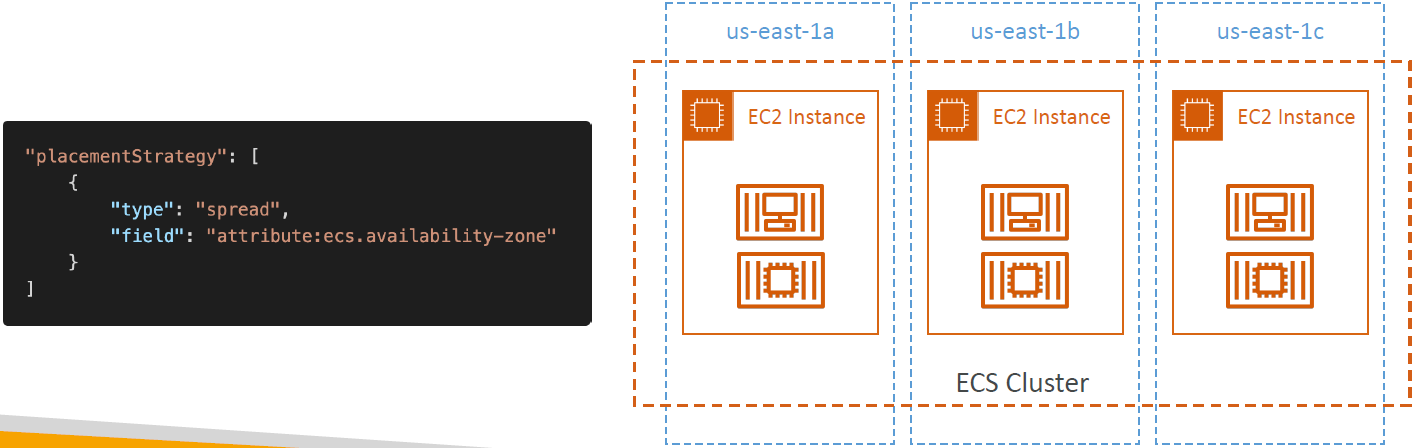 "placementStrategy": [
{
"type": "spread",
"field": "attribute:ecs.availability-zone"
}
]
us-east-1a
us-east-1b
us-east-1c
EC2 Instance
EC2 Instance
EC2 Instance
ECS Cluster